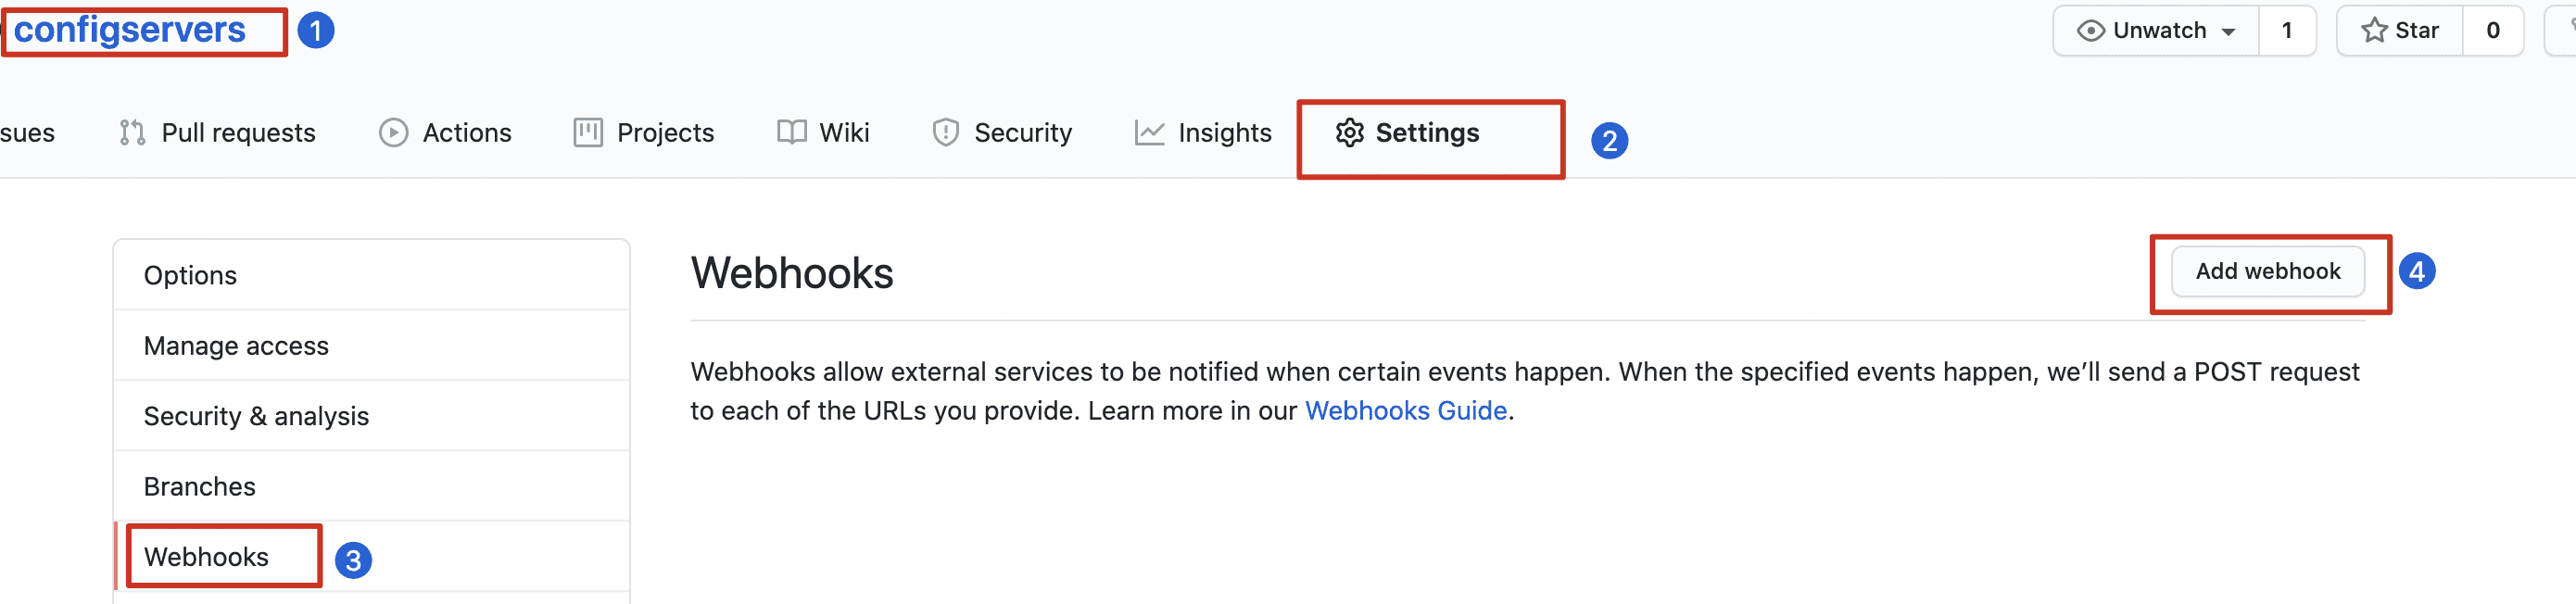 configservers 1 Unwatch 1 Star 0
sues Pull requests Actions Projects Wiki Security Insights Settings 2
Options
Manage access
Security & analysis
Branches
Webhooks 3
Webhooks Add webhook 4
Webhooks allow external services to be notified when certain events happen. When the specified events happen, we’ll send a POST request
to each of the URLs you provide. Learn more in our Webhooks Guide.